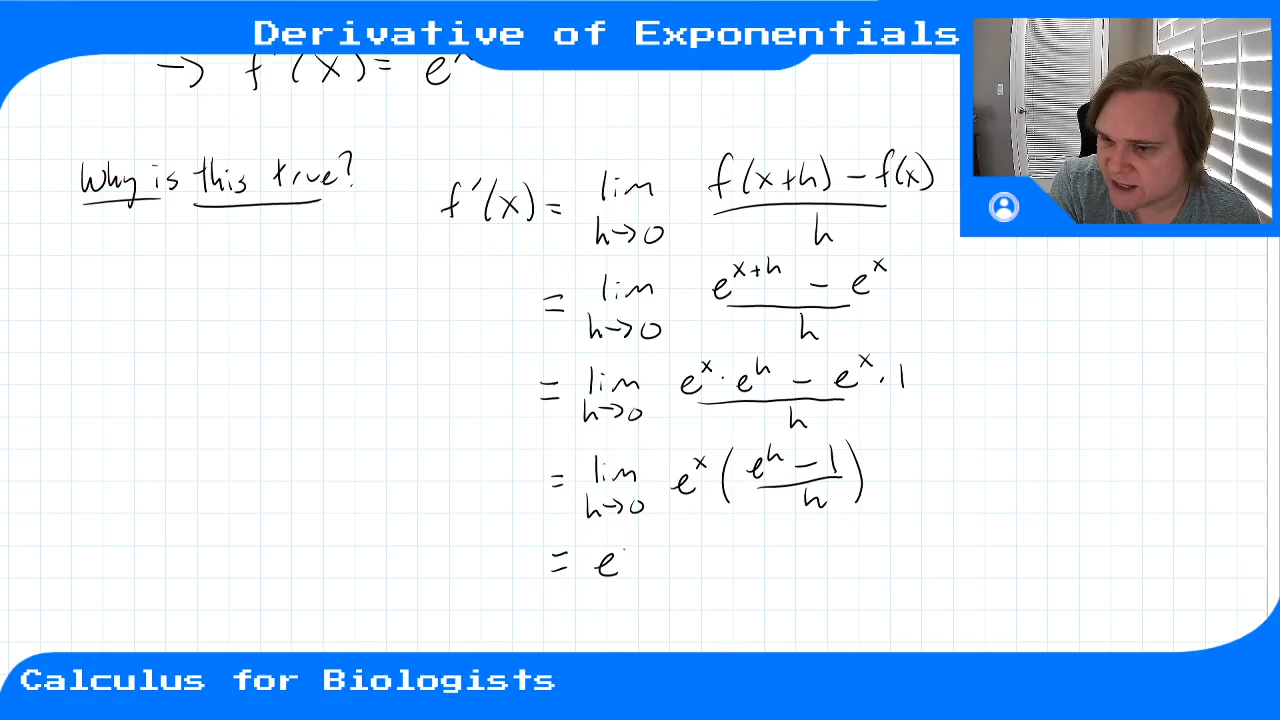 Derivative of Exponentials
→ f'(x) = e^x
Why is this true?
f'(x) = lim h→0 f(x+h) - f(x) / h
= lim h→0 e^(x+h) - e^x / h
= lim h→0 e^x · e^h - e^x · 1 / h
= lim h→0 e^x (e^h - 1 / h)
= e
Calculus for Biologists